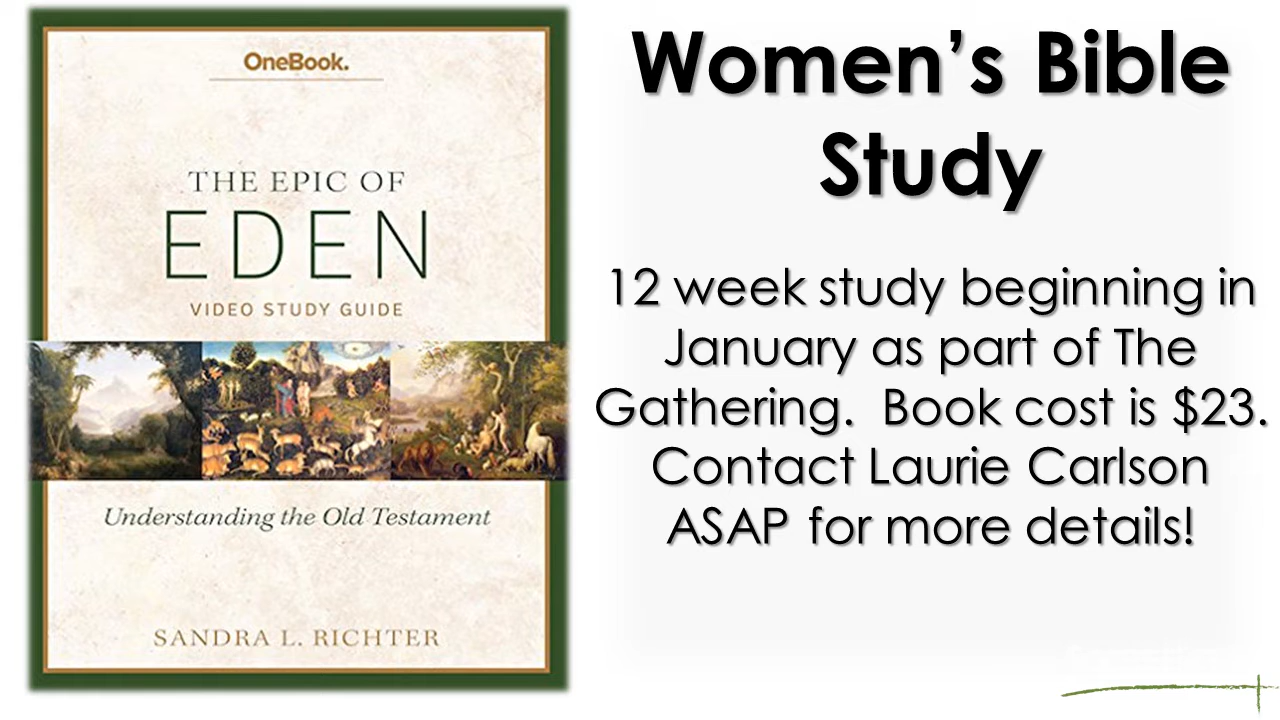 OneBook.
THE EPIC OF
EDEN
VIDEO STUDY GUIDE
Understanding the Old Testament
SANDRA L. RICHTER
Women's Bible
Study
12 week study beginning in
January as part of The
Gathering.  Book cost is $23.
Contact Laurie Carlson
ASAP for more details!